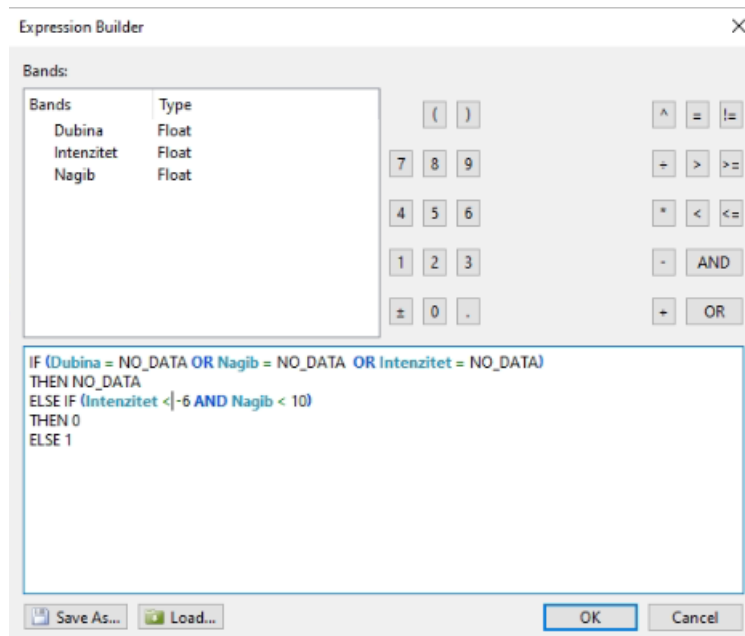 Expression Builder
Bands:
Bands Type
Dubina Float
Intenzitet Float
Nagib Float
( )
^ = !=
7 8 9
÷ > >=
4 5 6
* < <=
1 2 3
- AND
± 0 .
+ OR
IF (Dubina = NO_DATA OR Nagib = NO_DATA OR Intenzitet = NO_DATA)
THEN NO_DATA
ELSE IF (Intenzitet < -6 AND Nagib < 10)
THEN 0
ELSE 1
Save As... Load... OK Cancel